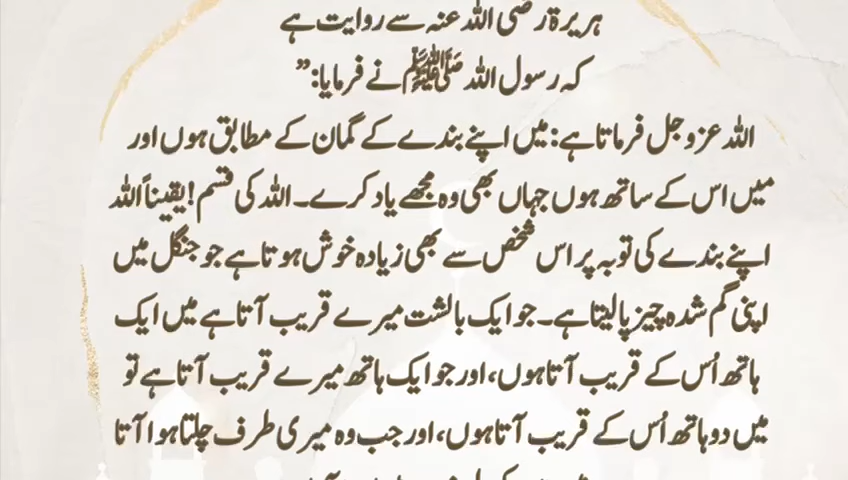 ہریرۃ رضی اللہ عنہ سے روایت ہے
کہ رسول اللہ ﷺ نے فرمایا: ”
اللہ عز و جل فرماتا ہے: میں اپنے بندے کے گمان کے مطابق ہوں اور
میں اس کے ساتھ ہوں جہاں بھی وہ مجھے یاد کرے۔ اللہ کی قسم! یقیناً اللہ
اپنے بندے کی توبہ پر اس شخص سے بھی زیادہ خوش ہوتا ہے جو جنگل میں
اپنی گم شدہ چیز پا لیتا ہے۔ جو ایک بالشت میرے قریب آتا ہے میں ایک
ہاتھ اُس کے قریب آتا ہوں، اور جو ایک ہاتھ میرے قریب آتا ہے تو
میں دو ہاتھ اُس کے قریب آتا ہوں، اور جب وہ میری طرف چلتا ہوا آتا